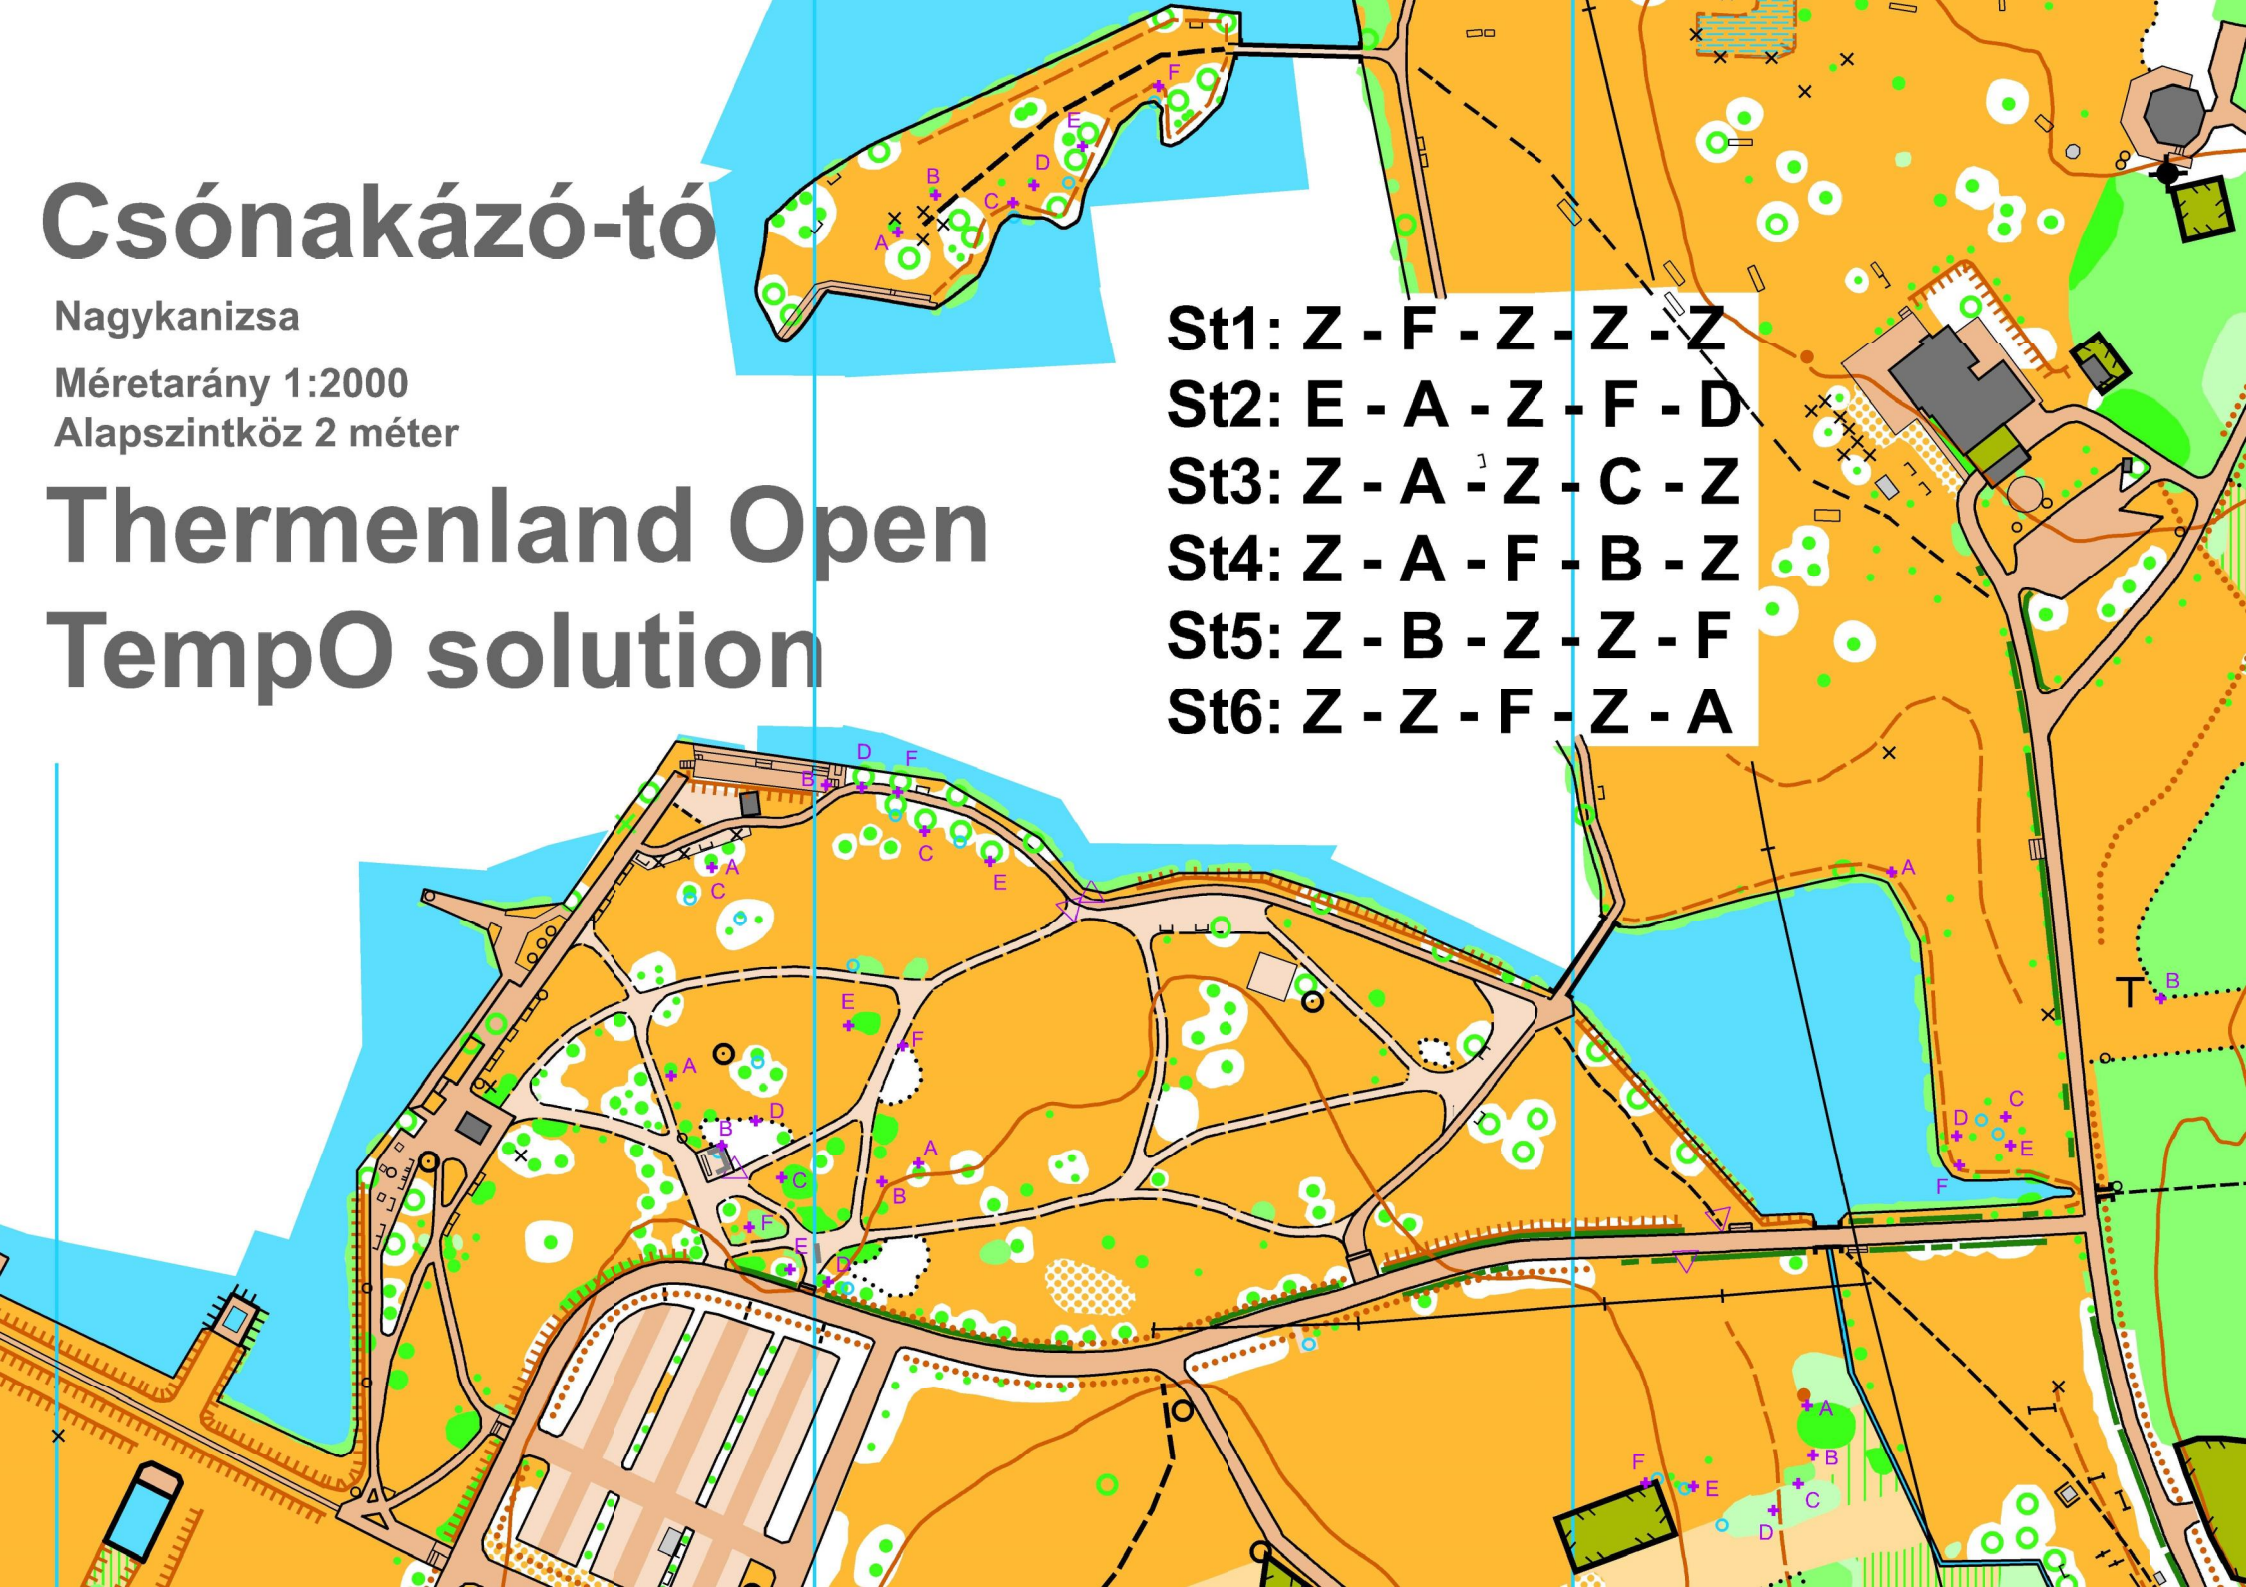 Csónakázó-tó
Nagykanizsa
Méretarány 1:2000
Alapszintköz 2 méter
Thermenland Open
TempO solution
St1: Z - F - Z - Z - Z
St2: E - A - Z - F - D
St3: Z - A - Z - C - Z
St4: Z - A - F - B - Z
St5: Z - B - Z - Z - F
St6: Z - Z - F - Z - A
F
E
D
B
C
A
D
F
B
C
E
A
C
E
F
A
D
B
A
C
B
F
E
D
A
B
C
D
E
F
A
B
F
E
C
D